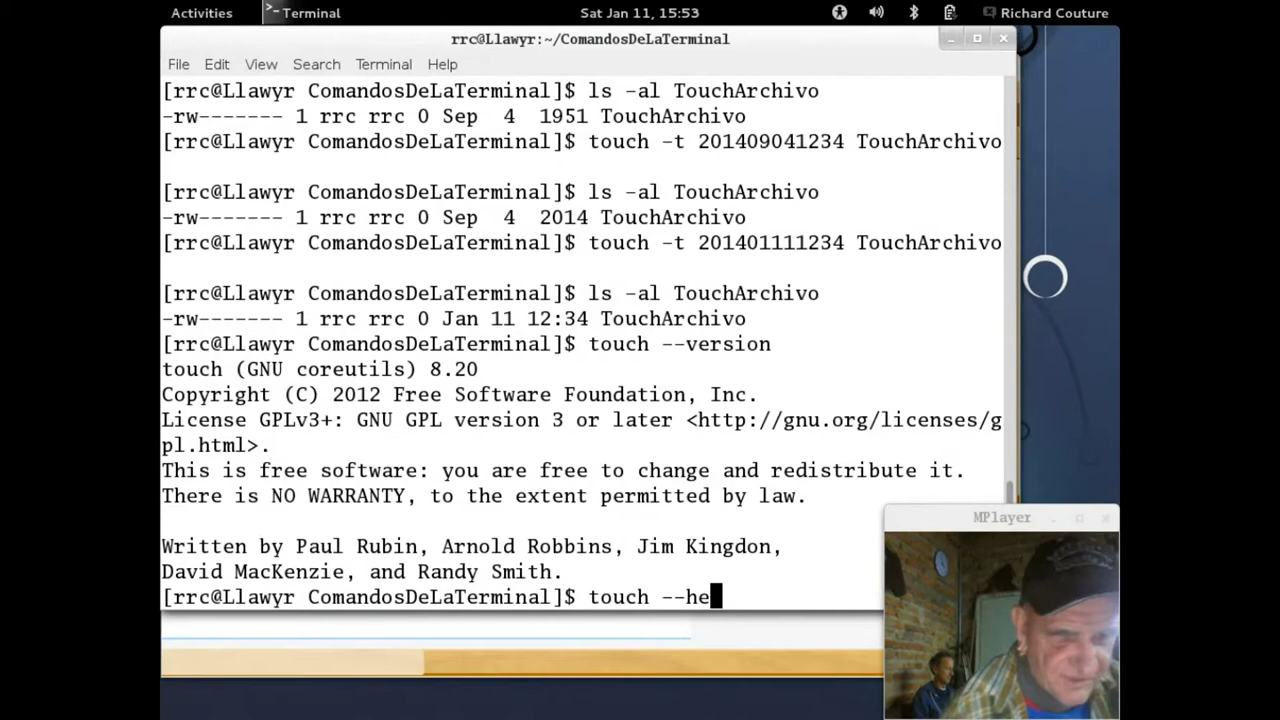 Activities
Terminal
Sat Jan 11, 15:53
Richard Couture
rrc@Llawyr:~/ComandosDeLaTerminal
File Edit View Search Terminal Help
[rrc@Llawyr ComandosDeLaTerminal]$ ls -al TouchArchivo
-rw------- 1 rrc rrc 0 Sep  4  1951 TouchArchivo
[rrc@Llawyr ComandosDeLaTerminal]$ touch -t 201409041234 TouchArchivo
[rrc@Llawyr ComandosDeLaTerminal]$ ls -al TouchArchivo
-rw------- 1 rrc rrc 0 Sep  4  2014 TouchArchivo
[rrc@Llawyr ComandosDeLaTerminal]$ touch -t 201401111234 TouchArchivo
[rrc@Llawyr ComandosDeLaTerminal]$ ls -al TouchArchivo
-rw------- 1 rrc rrc 0 Jan 11 12:34 TouchArchivo
[rrc@Llawyr ComandosDeLaTerminal]$ touch --version
touch (GNU coreutils) 8.20
Copyright (C) 2012 Free Software Foundation, Inc.
License GPLv3+: GNU GPL version 3 or later <http://gnu.org/licenses/g
pl.html>.
This is free software: you are free to change and redistribute it.
There is NO WARRANTY, to the extent permitted by law.
Written by Paul Rubin, Arnold Robbins, Jim Kingdon,
David MacKenzie, and Randy Smith.
[rrc@Llawyr ComandosDeLaTerminal]$ touch --he
MPlayer